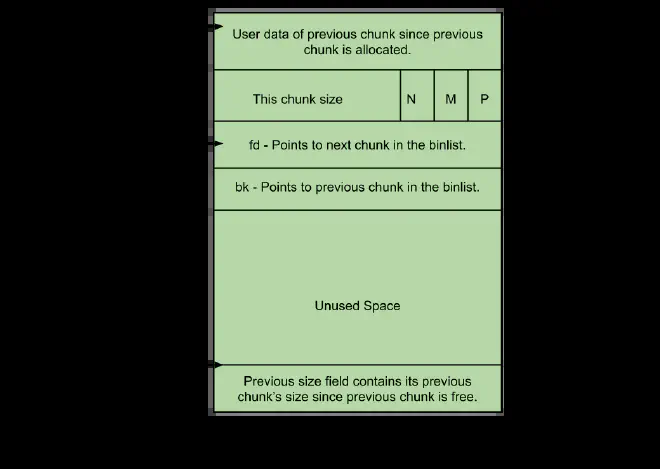 User data of previous chunk since previous
chunk is allocated.
This chunk size N M P
fd - Points to next chunk in the binlist.
bk - Points to previous chunk in the binlist.
Unused Space
Previous size field contains its previous
chunk's size since previous chunk is free.